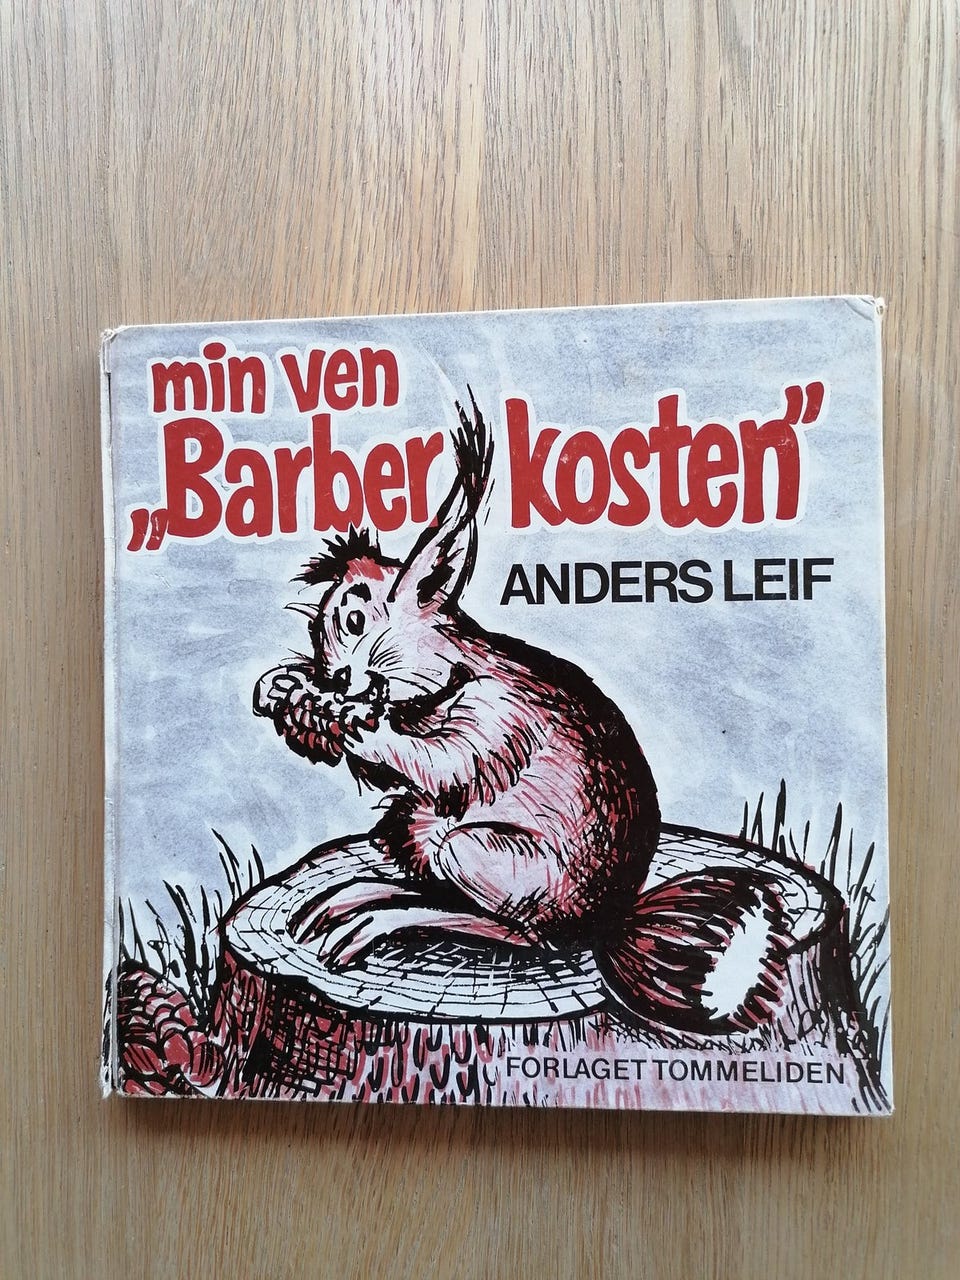 min ven
„Barber kosten”
ANDERS LEIF
FORLAGET TOMMELIDEN